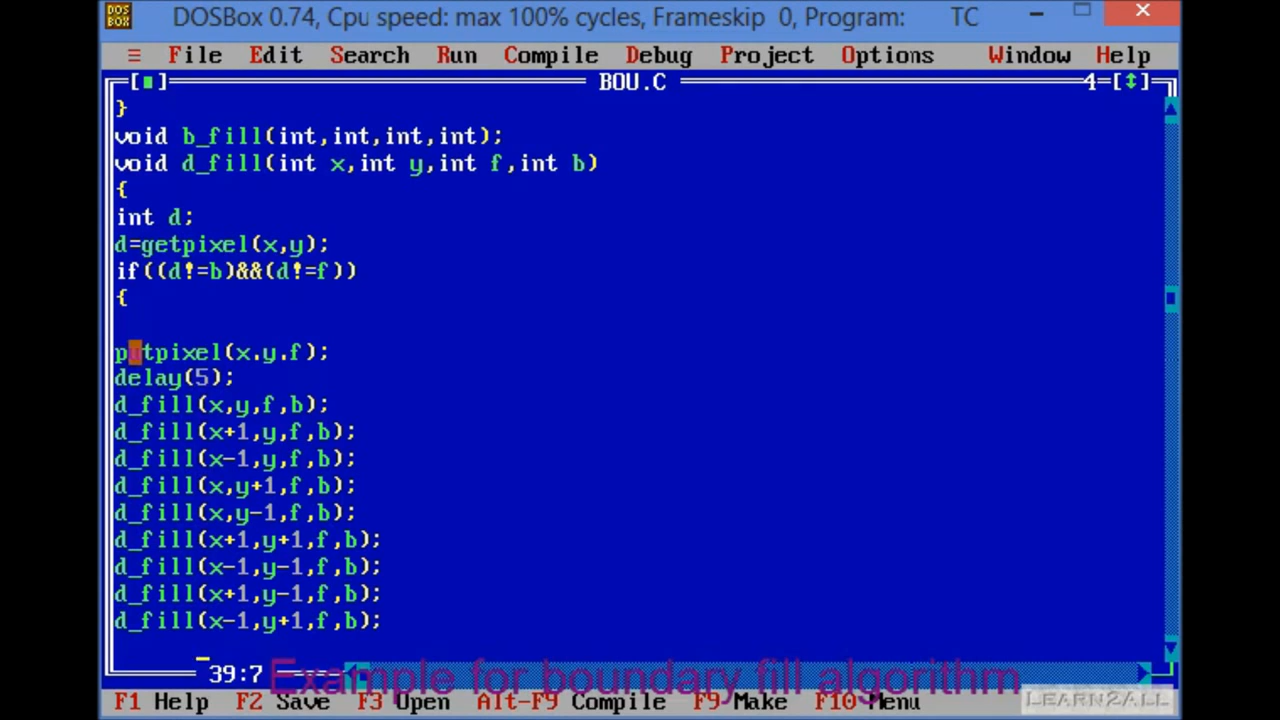 DOS BOX DOSBox 0.74, Cpu speed: max 100% cycles, Frameskip 0, Program: TC
≡ File Edit Search Run Compile Debug Project Options Window Help
[■] BOU.C 4=[↕]
}
void b_fill(int,int,int,int);
void d_fill(int x,int y,int f,int b)
{
int d;
d=getpixel(x,y);
if((d!=b)&&(d!=f))
{
putpixel(x.y.f);
delay(5);
d_fill(x,y,f,b);
d_fill(x+1,y,f,b);
d_fill(x-1,y,f,b);
d_fill(x,y+1,f,b);
d_fill(x,y-1,f,b);
d_fill(x+1,y+1,f,b);
d_fill(x-1,y-1,f,b);
d_fill(x+1,y-1,f,b);
d_fill(x-1,y+1,f,b);
39:7
Example for boundary fill algorithm
F1 Help F2 Save F3 Open Alt-F9 Compile F9 Make F10 Menu
LEARN2ALL